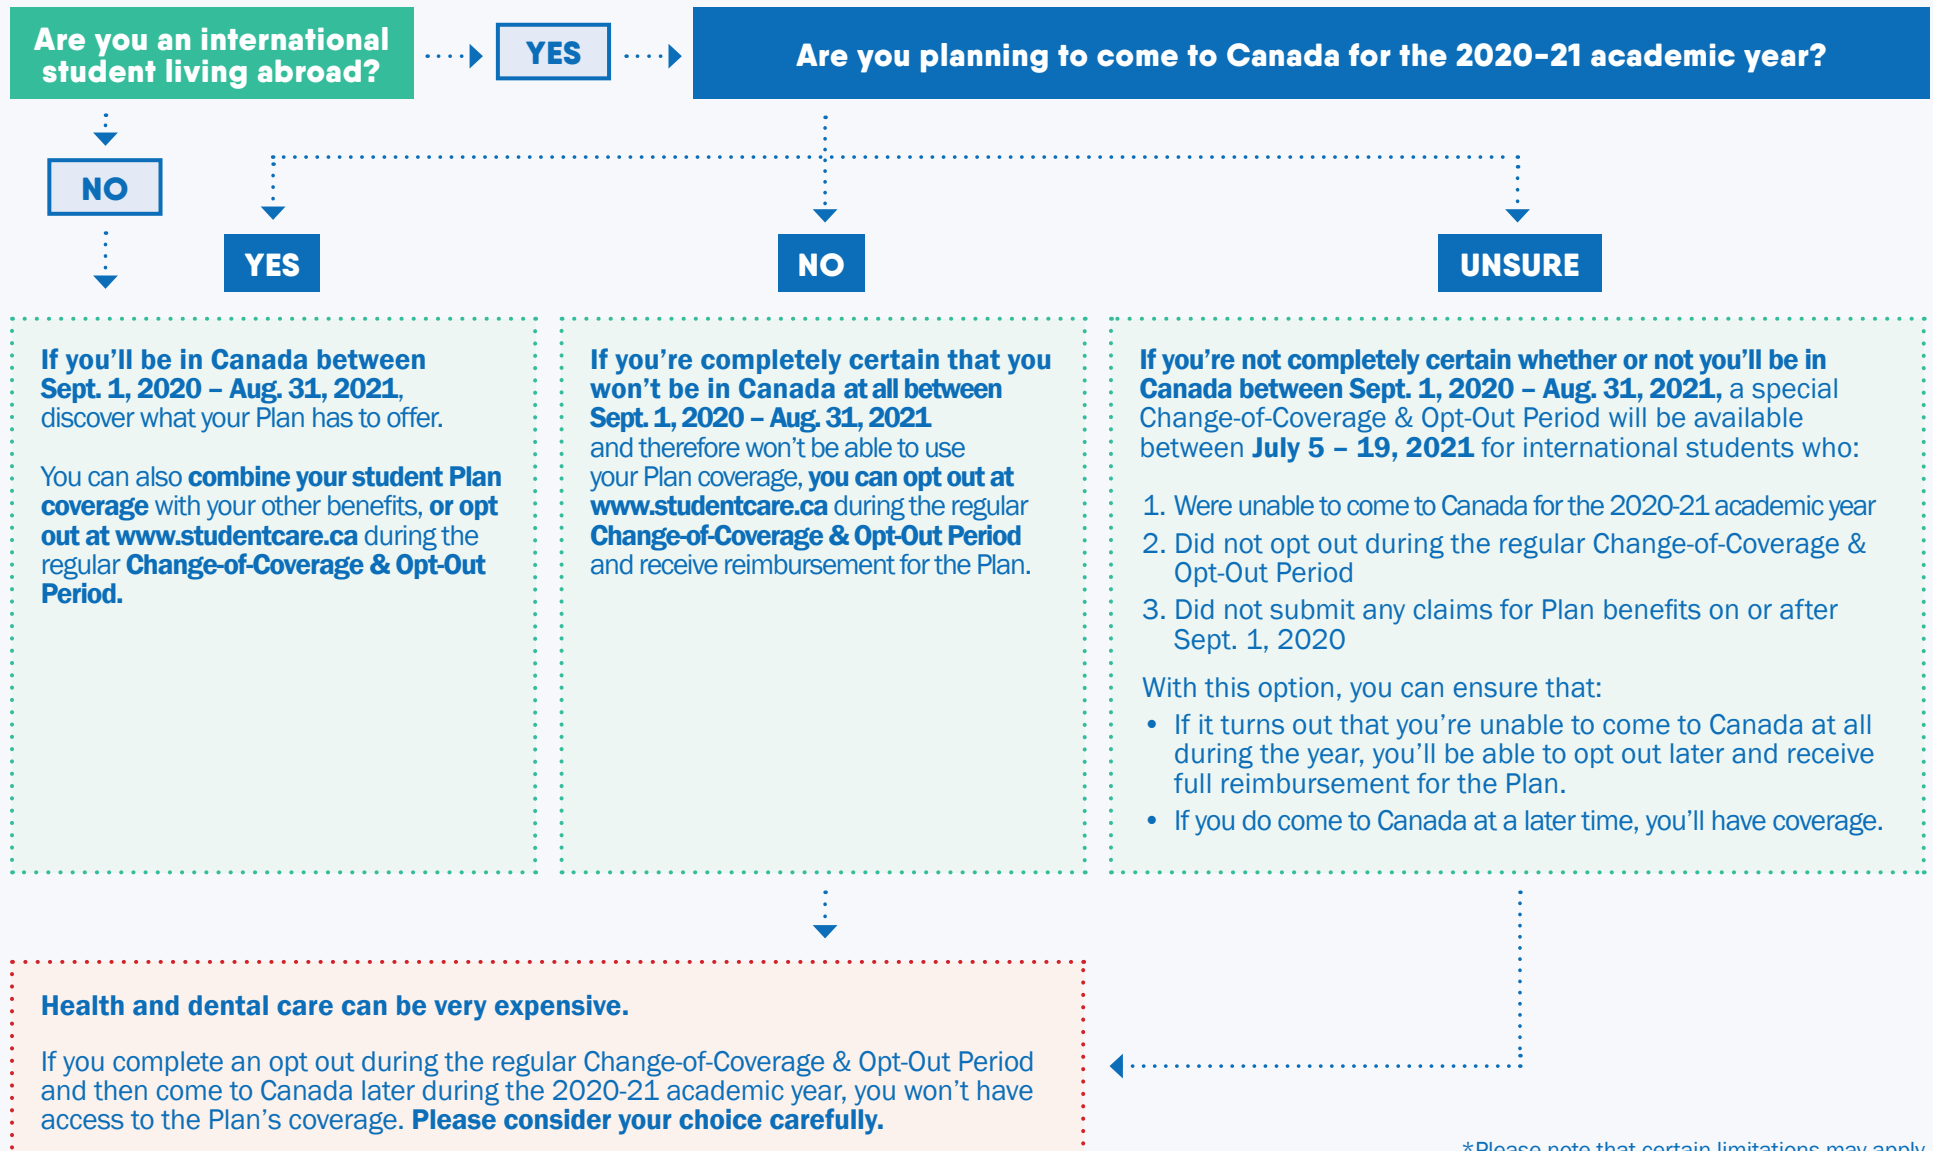 Are you an international
student living abroad?
YES
Are you planning to come to Canada for the 2020-21 academic year?
NO
YES
NO
UNSURE
If you'll be in Canada between
Sept. 1, 2020 – Aug. 31, 2021,
discover what your Plan has to offer.
You can also combine your student Plan
coverage with your other benefits, or opt
out at www.studentcare.ca during the
regular Change-of-Coverage & Opt-Out
Period.
If you're completely certain that you
won't be in Canada at all between
Sept. 1, 2020 – Aug. 31, 2021
and therefore won't be able to use
your Plan coverage, you can opt out at
www.studentcare.ca during the regular
Change-of-Coverage & Opt-Out Period
and receive reimbursement for the Plan.
If you're not completely certain whether or not you'll be in
Canada between Sept. 1, 2020 – Aug. 31, 2021, a special
Change-of-Coverage & Opt-Out Period will be available
between July 5 – 19, 2021 for international students who:
1. Were unable to come to Canada for the 2020-21 academic year
2. Did not opt out during the regular Change-of-Coverage &
Opt-Out Period
3. Did not submit any claims for Plan benefits on or after
Sept. 1, 2020
With this option, you can ensure that:
• If it turns out that you're unable to come to Canada at all
during the year, you'll be able to opt out later and receive
full reimbursement for the Plan.
• If you do come to Canada at a later time, you'll have coverage.
Health and dental care can be very expensive.
If you complete an opt out during the regular Change-of-Coverage & Opt-Out Period
and then come to Canada later during the 2020-21 academic year, you won't have
access to the Plan's coverage. Please consider your choice carefully.
*Please note that certain limitations may apply